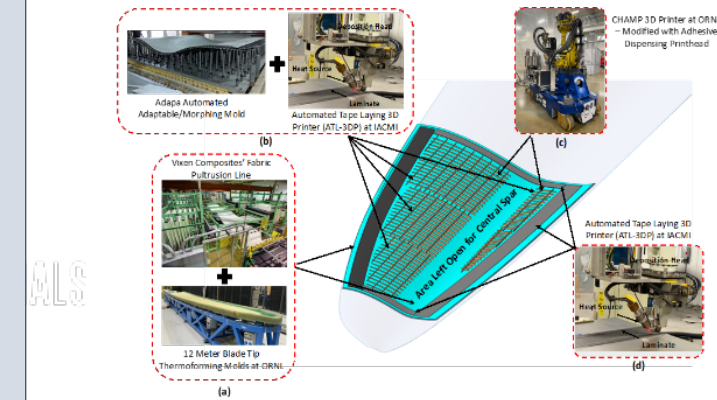 Deposition Head
Heat Source
Laminate
Adapa Automated
Adaptable/Morphing Mold
Automated Tape Laying 3D
Printer (ATL-3DP) at IACMI
(b)
CHAMP 3D Printer at ORN
– Modified with Adhesive
Dispensing Printhead
(c)
Vixen Composites' Fabric
Pultrusion Line
12 Meter Blade Tip
Thermoforming Molds at ORNL
(a)
Area Left Open for Central Spar
Automated Tape Laying 3D
Printer (ATL-3DP) at IACMI
Deposition Head
Heat Source
Laminate
(d)
ALS